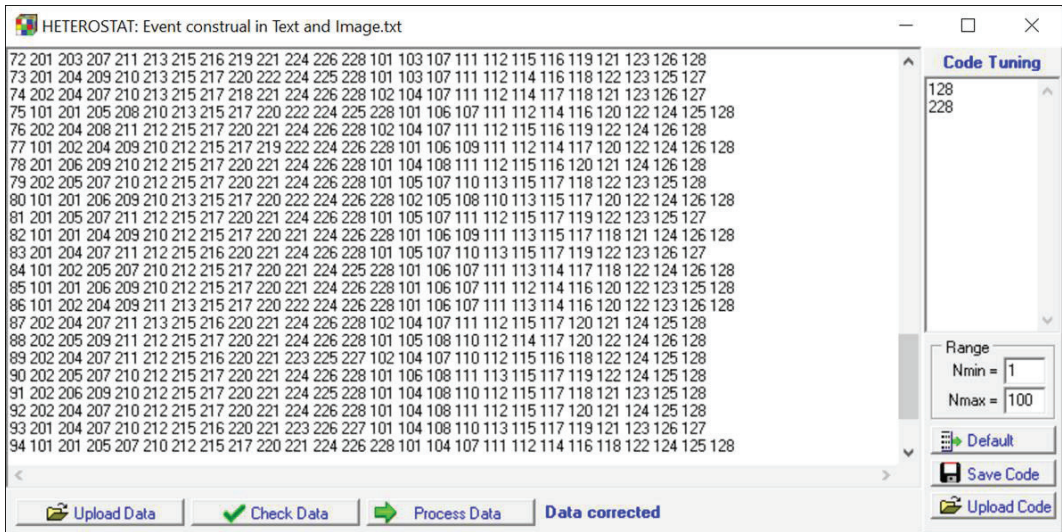 HETEROSTAT: Event construal in Text and Image.txt
72 201 203 207 211 213 215 216 219 221 224 226 228 101 103 107 111 112 115 116 119 121 123 126 128
73 201 204 209 210 213 215 217 220 222 224 225 228 101 103 107 111 112 114 116 118 122 123 125 127
74 202 204 207 210 213 215 217 218 221 224 226 228 102 104 107 111 112 114 117 118 121 123 126 127
75 101 201 205 208 210 213 215 217 220 222 224 225 228 101 106 107 111 112 114 116 120 122 124 125 128
76 202 204 208 211 212 215 217 220 221 224 226 228 102 104 107 111 112 115 116 119 122 124 126 128
77 101 202 204 209 210 212 215 217 219 222 224 226 228 101 106 109 111 112 114 117 120 122 124 126 128
78 201 206 209 210 212 215 217 220 221 224 226 228 101 104 108 111 112 115 116 120 121 124 126 128
79 202 205 207 210 212 215 217 220 221 224 226 228 101 105 107 110 113 115 117 118 122 123 125 128
80 101 201 206 209 210 213 215 217 220 222 224 226 228 102 105 108 110 113 115 117 120 122 124 126 128
81 201 205 207 211 212 215 217 220 221 224 226 228 101 105 107 111 112 115 117 119 122 123 125 127
82 101 201 204 209 210 212 215 217 220 221 224 226 228 101 106 109 111 113 115 117 118 121 124 126 128
83 201 204 207 211 212 215 216 220 221 224 226 228 101 105 107 110 113 115 117 119 122 123 126 127
84 101 202 205 207 210 212 215 217 220 221 224 225 228 101 106 107 111 113 114 117 118 122 124 126 128
85 101 201 206 209 210 212 215 217 220 221 224 226 228 101 106 107 111 112 114 116 120 122 123 125 128
86 101 202 204 209 211 213 215 217 220 222 224 226 228 101 106 107 111 113 114 116 120 122 123 126 128
87 202 204 207 211 213 215 216 220 221 224 226 228 102 104 107 111 112 115 117 120 121 124 125 128
88 202 205 209 211 212 215 217 220 221 224 226 228 101 105 108 110 112 114 117 120 122 124 126 128
89 202 204 207 211 212 215 216 220 221 223 225 227 102 104 107 110 112 115 116 118 122 124 125 128
90 202 205 207 210 212 215 217 220 221 224 226 228 101 106 108 111 113 115 117 119 122 124 125 128
91 202 206 209 210 212 215 217 220 221 224 225 228 101 104 108 110 112 115 117 118 121 123 125 128
92 202 204 207 210 212 215 217 220 221 224 226 228 101 104 108 111 112 115 117 120 121 124 125 128
93 201 204 207 210 212 215 216 220 221 223 226 227 101 104 108 110 113 115 117 119 121 123 126 127
94 101 201 205 207 210 212 215 217 220 221 224 226 228 101 104 107 111 112 114 116 118 122 124 125 128
Code Tuning
128
228
Range
Nmin = 1
Nmax = 100
Default
Save Code
Upload Code
Upload Data
Check Data
Process Data
Data corrected